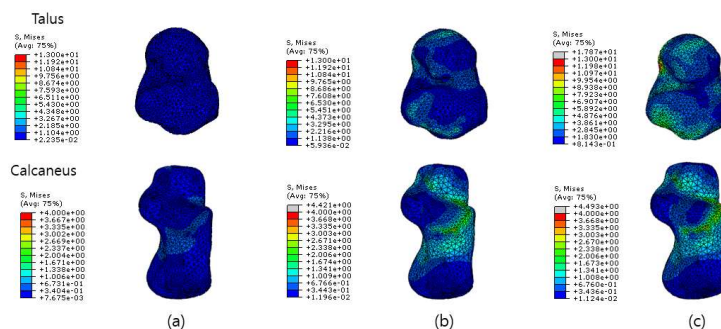 Talus
S, Mises
(Avg: 75%)
+1.300e+01
+1.192e+01
+1.084e+01
+9.756e+00
+8.674e+00
+7.593e+00
+6.511e+00
+5.430e+00
+4.348e+00
+3.267e+00
+2.185e+00
+1.104e+00
+2.235e-02
S, Mises
(Avg: 75%)
+1.300e+01
+1.192e+01
+1.084e+01
+9.765e+00
+8.686e+00
+7.608e+00
+6.530e+00
+5.451e+00
+4.373e+00
+3.295e+00
+2.216e+00
+1.138e+00
+5.936e-02
S, Mises
(Avg: 75%)
+1.787e+01
+1.300e+01
+1.198e+01
+1.097e+01
+9.954e+00
+8.938e+00
+7.923e+00
+6.907e+00
+5.892e+00
+4.876e+00
+3.861e+00
+2.845e+00
+1.830e+00
+8.143e-01
Calcaneus
S, Mises
(Avg: 75%)
+4.000e+00
+3.667e+00
+3.335e+00
+3.002e+00
+2.669e+00
+2.337e+00
+2.004e+00
+1.671e+00
+1.338e+00
+1.006e+00
+6.731e-01
+3.404e-01
+7.675e-03
S, Mises
(Avg: 75%)
+4.421e+00
+4.000e+00
+3.668e+00
+3.335e+00
+3.003e+00
+2.671e+00
+2.338e+00
+2.006e+00
+1.674e+00
+1.341e+00
+1.009e+00
+6.766e-01
+3.443e-01
+1.196e-02
S, Mises
(Avg: 75%)
+4.493e+00
+4.000e+00
+3.668e+00
+3.335e+00
+3.003e+00
+2.670e+00
+2.338e+00
+2.006e+00
+1.673e+00
+1.341e+00
+1.008e+00
+6.760e-01
+3.436e-01
+1.124e-02
(a)
(b)
(c)